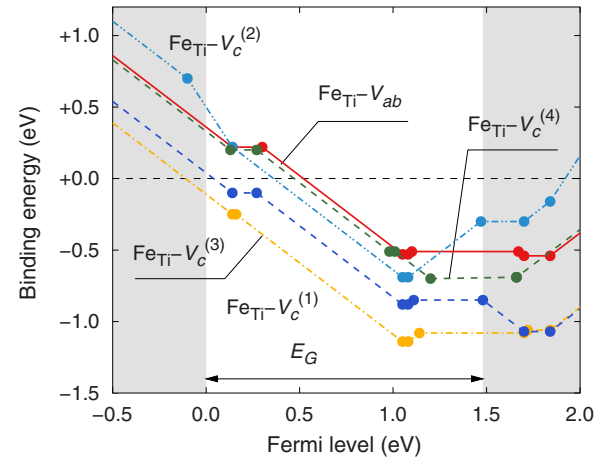 Binding energy (eV)
+1.0
+0.5
+0.0
−0.5
−1.0
−1.5
Fe_Ti−V_c^(2)
Fe_Ti−V_ab
Fe_Ti−V_c^(4)
Fe_Ti−V_c^(3)
Fe_Ti−V_c^(1)
E_G
−0.5 0.0 0.5 1.0 1.5 2.0
Fermi level (eV)